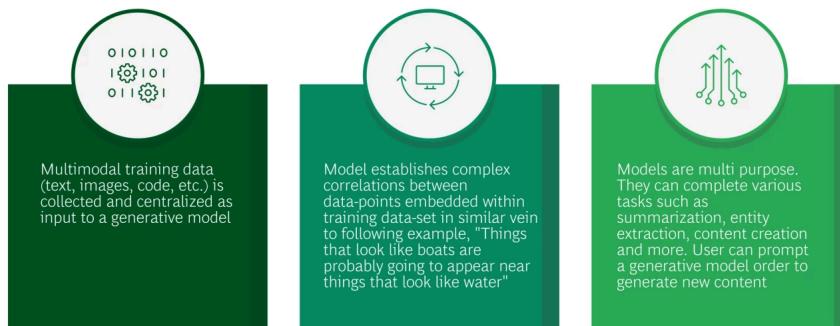 010110
101
011 1
Multimodal training data
(text, images, code, etc.) is
collected and centralized as
input to a generative model
Model establishes complex
correlations between
data-points embedded within
training data-set in similar vein
to following example, "Things
that look like boats are
probably going to appear near
things that look like water"
Models are multi purpose.
They can complete various
tasks such as
summarization, entity
extraction, content creation
and more. User can prompt
a generative model order to
generate new content